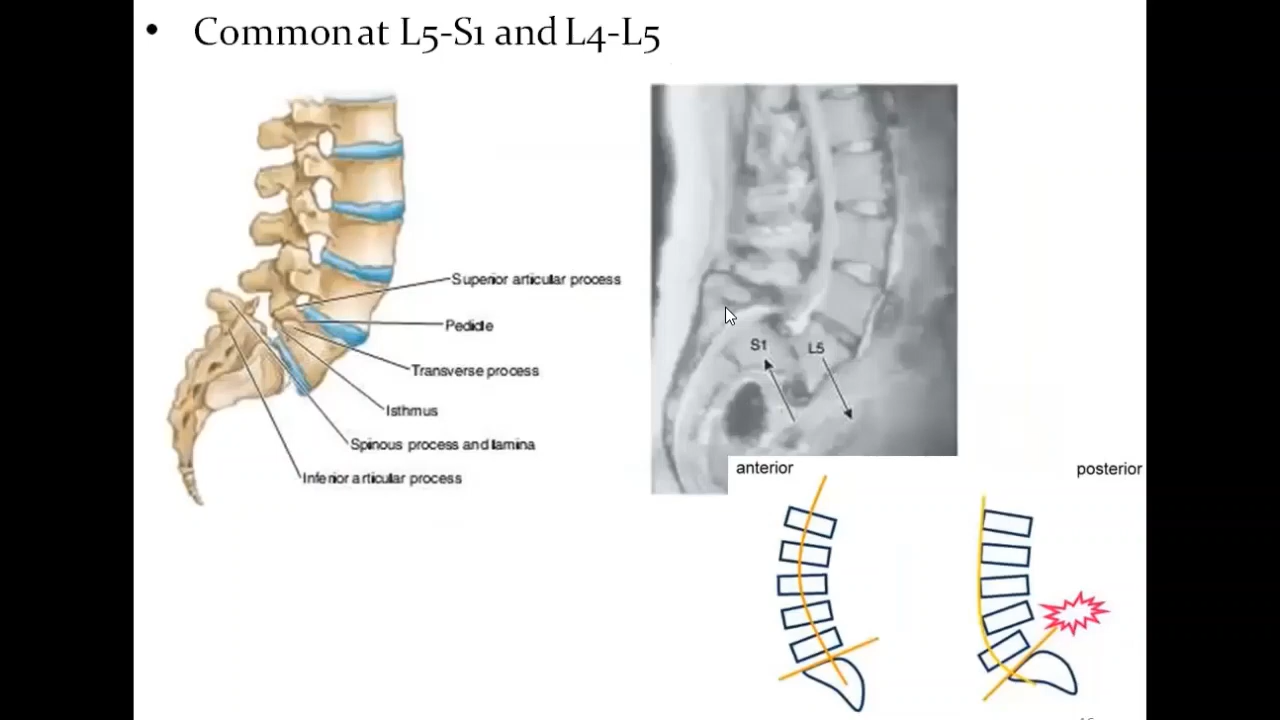 • Common at L5-S1 and L4-L5
Superior articular process
Pedicle
Transverse process
Isthmus
Spinous process and lamina
Inferior articular process
S1
L5
anterior
posterior